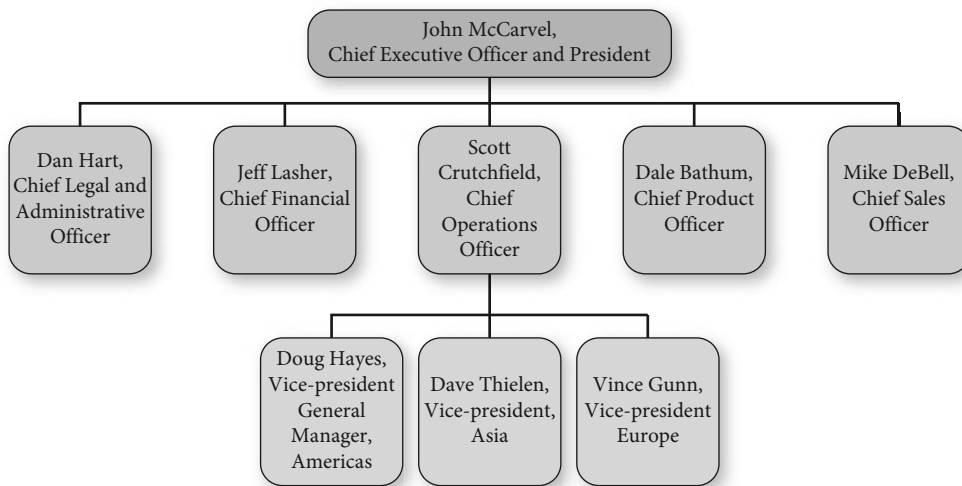 John McCarvel,
Chief Executive Officer and President
Dan Hart,
Chief Legal and
Administrative
Officer
Jeff Lasher,
Chief Financial
Officer
Scott
Crutchfield,
Chief
Operations
Officer
Dale Bathum,
Chief Product
Officer
Mike DeBell,
Chief Sales
Officer
Doug Hayes,
Vice-president
General
Manager,
Americas
Dave Thielen,
Vice-president,
Asia
Vince Gunn,
Vice-president
Europe